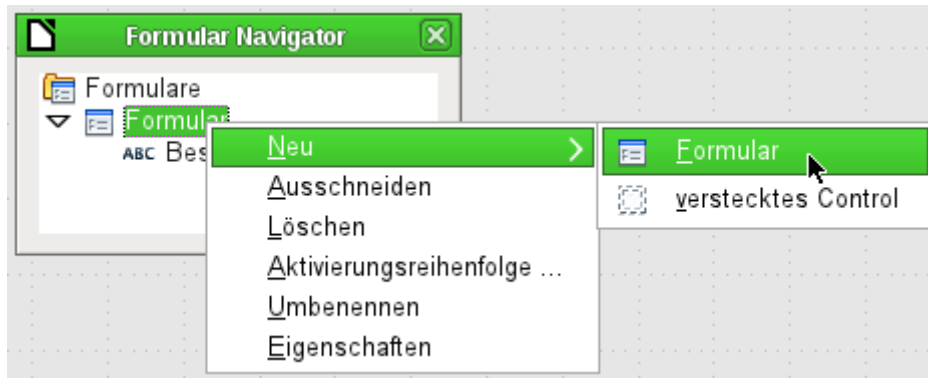 Formular Navigator
Formulare
Formular
ABC Bes
Neu
Ausschneiden
Löschen
Aktivierungsreihenfolge ...
Umbenennen
Eigenschaften
Formular
verstecktes Control